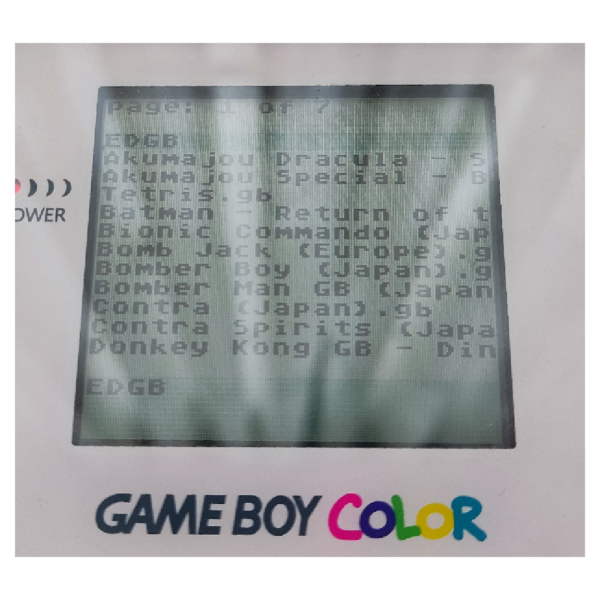 Page: 1 of 7
EDGB
Akumajou Dracula - S
Akumajou Special - B
Tetris.gb
Batman - Return of t
Bionic Commando (Jap
Bomb Jack (Europe).g
Bomber Boy (Japan).g
Bomber Man GB (Japan
Contra (Japan).gb
Contra Spirits (Japa
Donkey Kong GB - Din
EDGB
OWER
GAME BOY COLOR